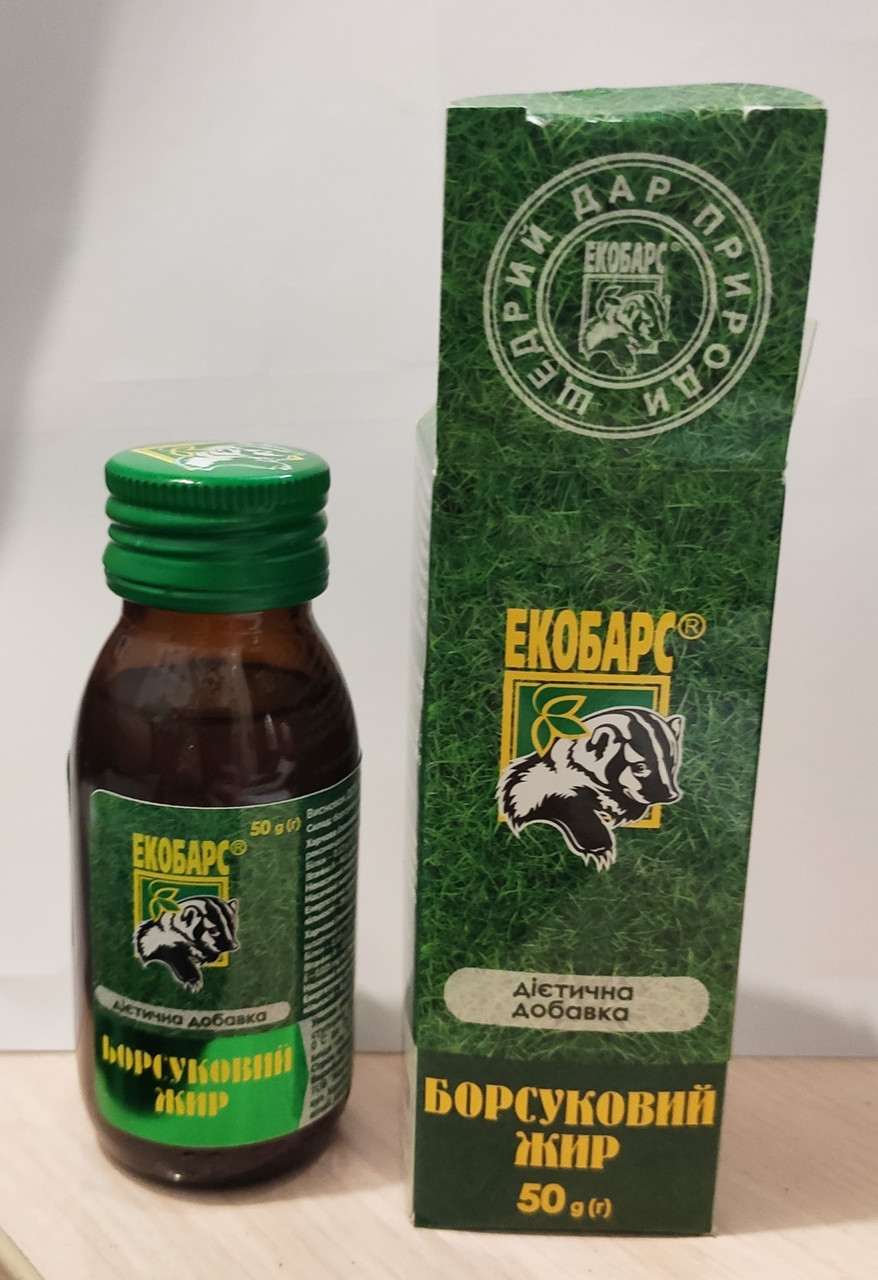 ЩЕДРИЙ ДАР ПРИРОДИ
ЕКОБАРС®
ЕКОБАРС®
дієтична
добавка
БОРСУКОВИЙ
ЖИР
50 g (г)
50 g (г)
ЕКОБАРС®
дієтична добавка
БОРСУКОВИЙ
ЖИР